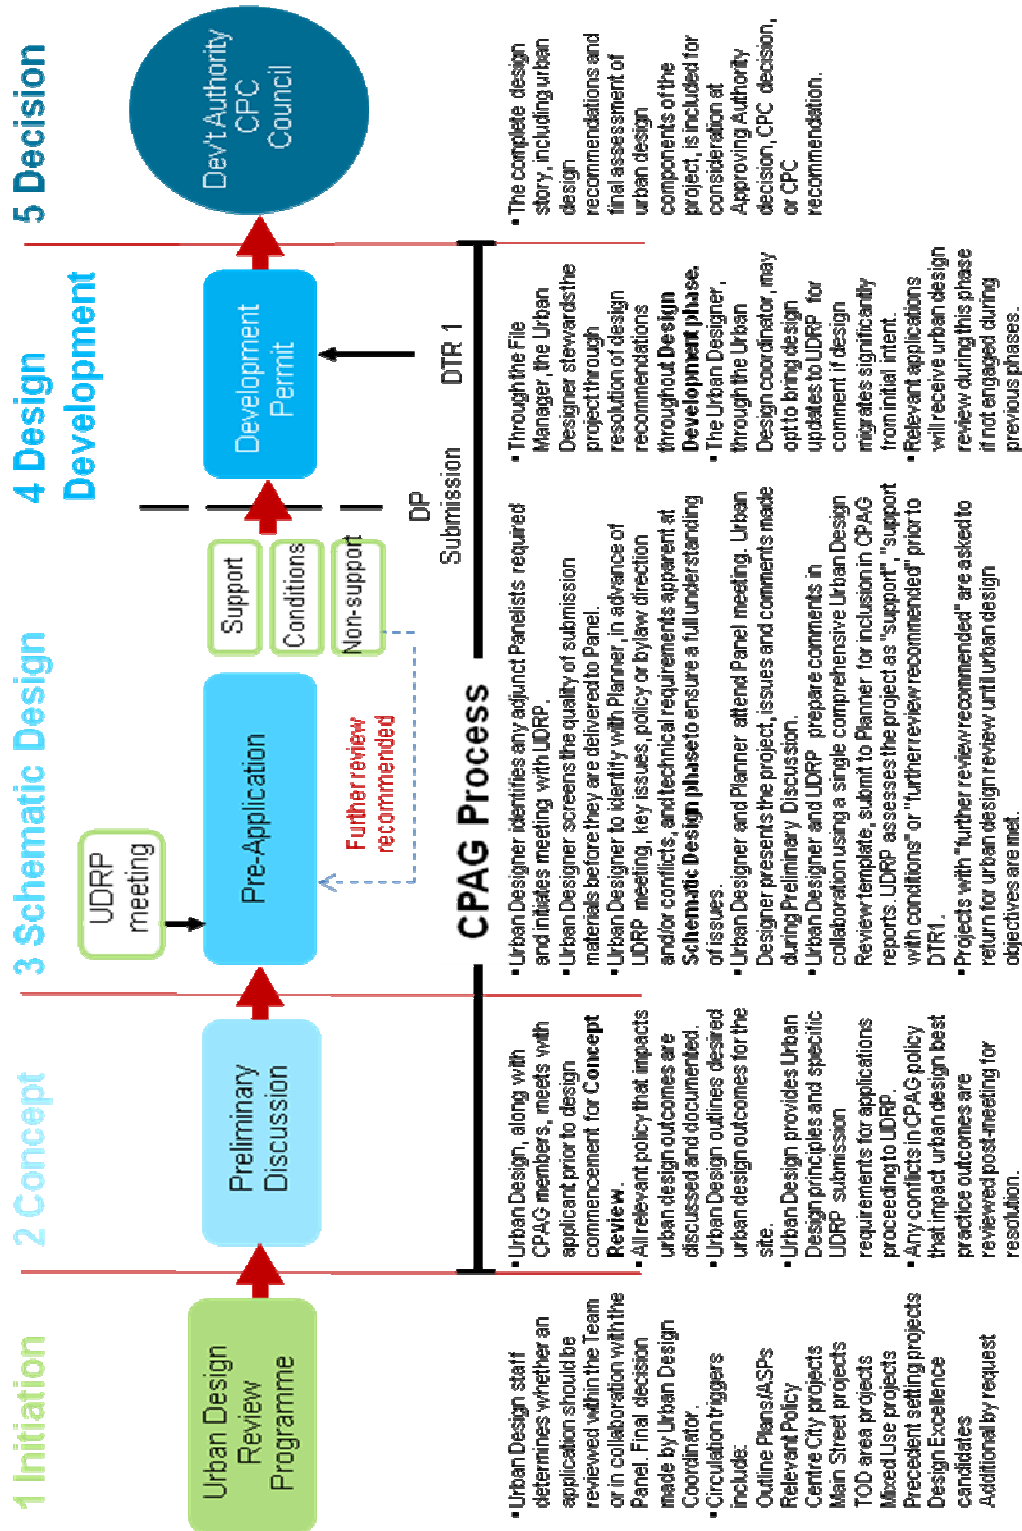 1 Initiation
2 Concept
3 Schematic Design
4 Design
Development
5 Decision
Urban Design
Review
Programme
Preliminary
Discussion
UDRP
meeting
Pre-Application
Further review
recommended
Support
Conditions
Non-support
Development
Permit
Dev't Authority
CPC
Council
DP
Submission
DTR 1
CPAG Process
▪ Urban Design staff
determines whether an
application should be
reviewed within the Team
or in collaboration with the
Panel. Final decision
made by Urban Design
Coordinator.
▪ Circulation triggers
include:
Outline Plans/ASPs
Relevant Policy
Centre City projects
Main Street projects
TOD area projects
Mixed Use projects
Precedent setting projects
Design Excellence
candidates
Additional by request
▪ Urban Design, along with
CPAG members, meets with
applicant prior to design
commencement for Concept
Review.
▪ All relevant policy that impacts
urban design outcomes are
discussed and documented.
▪ Urban Design outlines desired
urban design outcomes for the
site.
▪ Urban Design provides Urban
Design principles and specific
UDRP submission
requirements for applications
proceeding to UDRP.
▪ Any conflicts in CPAG policy
that impact urban design best
practice outcomes are
reviewed post-meeting for
resolution.
▪ Urban Designer identifies any adjunct Panelists required
and initiates meeting with UDRP.
▪ Urban Designer screens the quality of submission
materials before they are delivered to Panel.
▪ Urban Designer to identify with Planner, in advance of
UDRP meeting, key issues, policy or bylaw direction
and/or conflicts, and technical requirements apparent at
Schematic Design phase to ensure a full understanding
of issues.
▪ Urban Designer and Planner attend Panel meeting. Urban
Designer presents the project, issues and comments made
during Preliminary Discussion.
▪ Urban Designer and UDRP prepare comments in
collaboration using a single comprehensive Urban Design
Review template, submit to Planner for inclusion in CPAG
reports. UDRP assesses the project as "support", "support
with conditions" or "further review recommended" prior to
DTR1.
▪ Projects with "further review recommended" are asked to
return for urban design review until urban design
objectives are met.
▪ Through the File
Manager, the Urban
Designer stewards the
project through
resolution of design
recommendations
throughout Design
Development phase.
▪ The Urban Designer,
through the Urban
Design coordinator, may
opt to bring design
updates to UDRP for
comment if design
migrates significantly
from initial intent.
▪ Relevant applications
will receive urban design
review during this phase
if not engaged during
previous phases.
▪ The complete design
story, including urban
design
recommendations and
final assessment of
urban design
components of the
project, is included for
consideration at
Approving Authority
decision, CPC decision,
or CPC
recommendation.